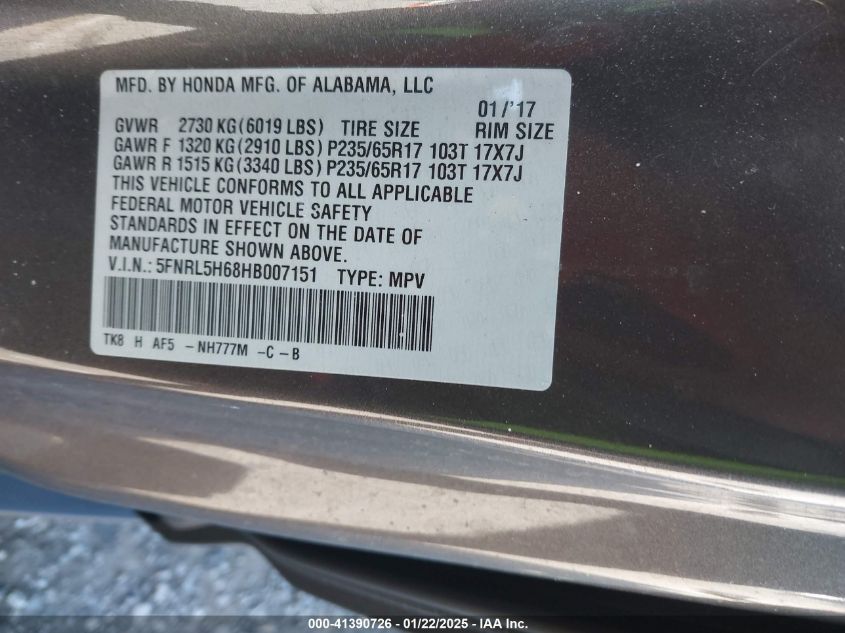 MFD. BY HONDA MFG. OF ALABAMA, LLC
01/'17
GVWR 2730 KG(6019 LBS) TIRE SIZE RIM SIZE
GAWR F 1320 KG(2910 LBS) P235/65R17 103T 17X7J
GAWR R 1515 KG(3340 LBS) P235/65R17 103T 17X7J
THIS VEHICLE CONFORMS TO ALL APPLICABLE
FEDERAL MOTOR VEHICLE SAFETY
STANDARDS IN EFFECT ON THE DATE OF
MANUFACTURE SHOWN ABOVE.
V.I.N.: 5FNRL5H68HB007151 TYPE: MPV
TK8 H AF5 -NH777M -C-B
000-41390726 - 01/22/2025 - IAA Inc.